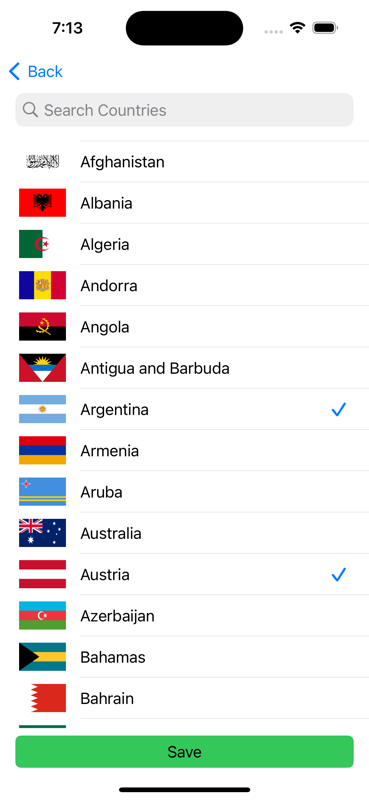 7:13
Back
Search Countries
Afghanistan
Albania
Algeria
Andorra
Angola
Antigua and Barbuda
Argentina
Armenia
Aruba
Australia
Austria
Azerbaijan
Bahamas
Bahrain
Save